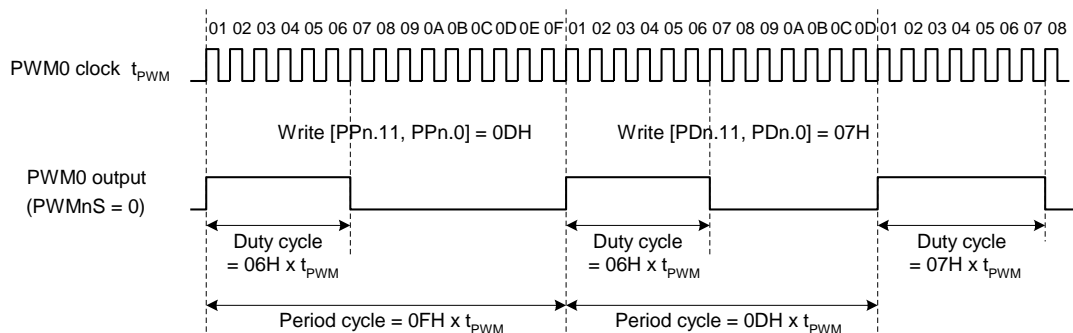 01 02 03 04 05 06 07 08 09 0A 0B 0C 0D 0E 0F 01 02 03 04 05 06 07 08 09 0A 0B 0C 0D 01 02 03 04 05 06 07 08
PWM0 clock tPWM
Write [PPn.11, PPn.0] = 0DH Write [PDn.11, PDn.0] = 07H
PWM0 output
(PWMnS = 0)
Duty cycle Duty cycle Duty cycle
= 06H x tPWM = 06H x tPWM = 07H x tPWM
Period cycle = 0FH x tPWM Period cycle = 0DH x tPWM